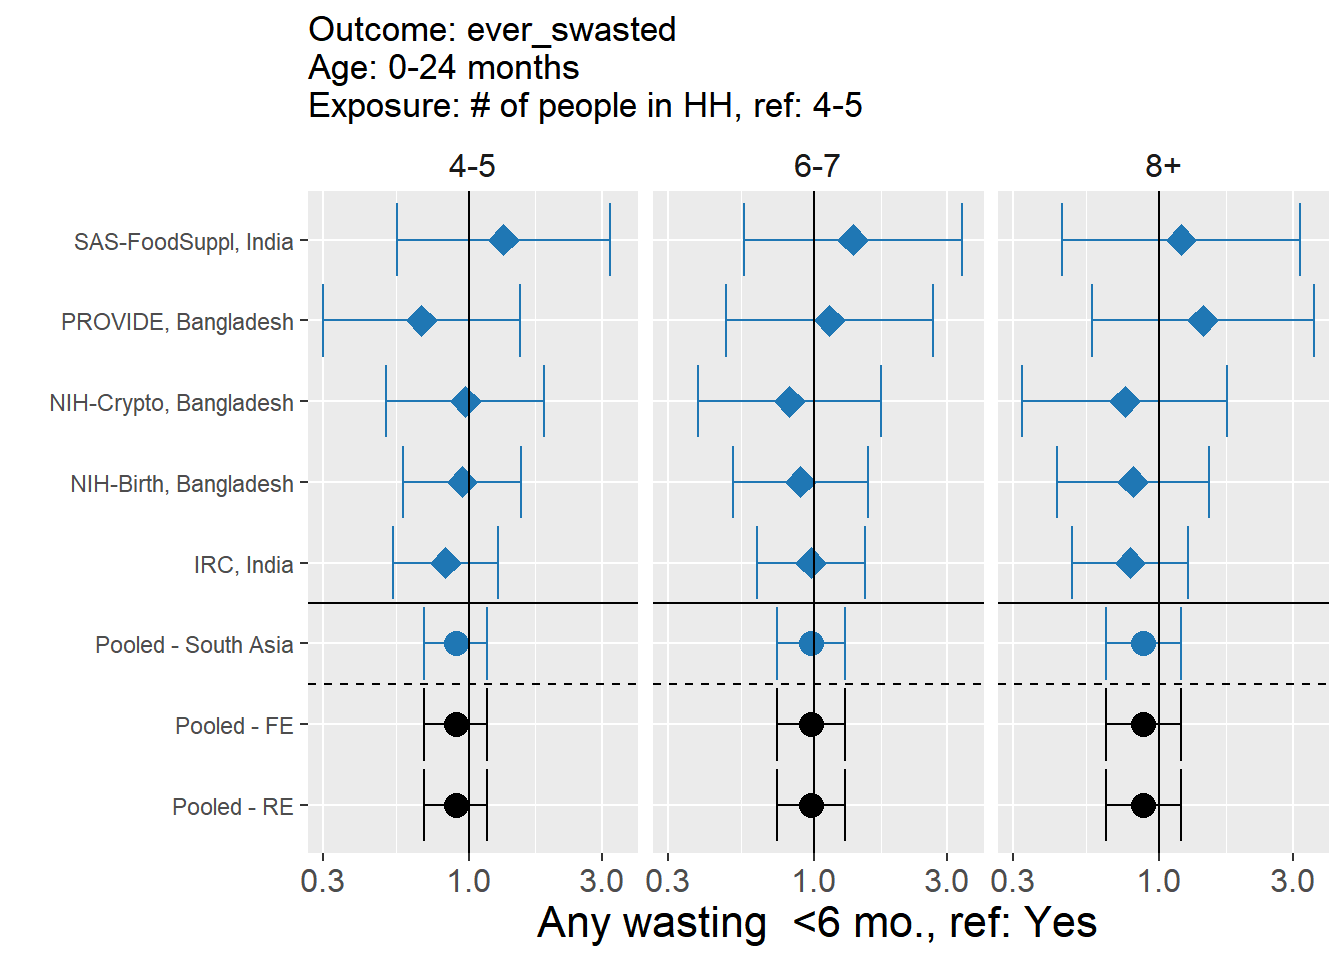 Outcome: ever_swasted
Age: 0-24 months
Exposure: # of people in HH, ref: 4-5
4-5 6-7 8+
SAS-FoodSuppl, India
PROVIDE, Bangladesh
NIH-Crypto, Bangladesh
NIH-Birth, Bangladesh
IRC, India
Pooled - South Asia
Pooled - FE
Pooled - RE
0.3 1.0 3.0 0.3 1.0 3.0 0.3 1.0 3.0
Any wasting  <6 mo., ref: Yes